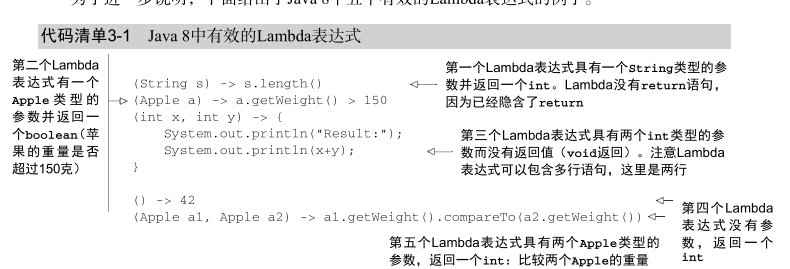 为了进一步说明，下面给出了Java 8中五个有效的Lambda表达式的例子。
代码清单3-1 Java 8中有效的Lambda表达式
第二个Lambda
表达式有一个
Apple类型的
参数并返回一
个boolean（苹
果的重量是否
超过150克）
(String s) -> s.length()
(Apple a) -> a.getWeight() > 150
(int x, int y) -> {
System.out.println("Result:");
System.out.println(x+y);
}
() -> 42
(Apple a1, Apple a2) -> a1.getWeight().compareTo(a2.getWeight())
第一个Lambda表达式具有一个String类型的参
数并返回一个int。Lambda没有return语句，
因为已经隐含了return
第三个Lambda表达式具有两个int类型的参
数而没有返回值（void返回）。注意Lambda
表达式可以包含多行语句，这里是两行
第四个Lambda
表达式没有参
数，返回一个
int
第五个Lambda表达式具有两个Apple类型的
参数，返回一个int：比较两个Apple的重量